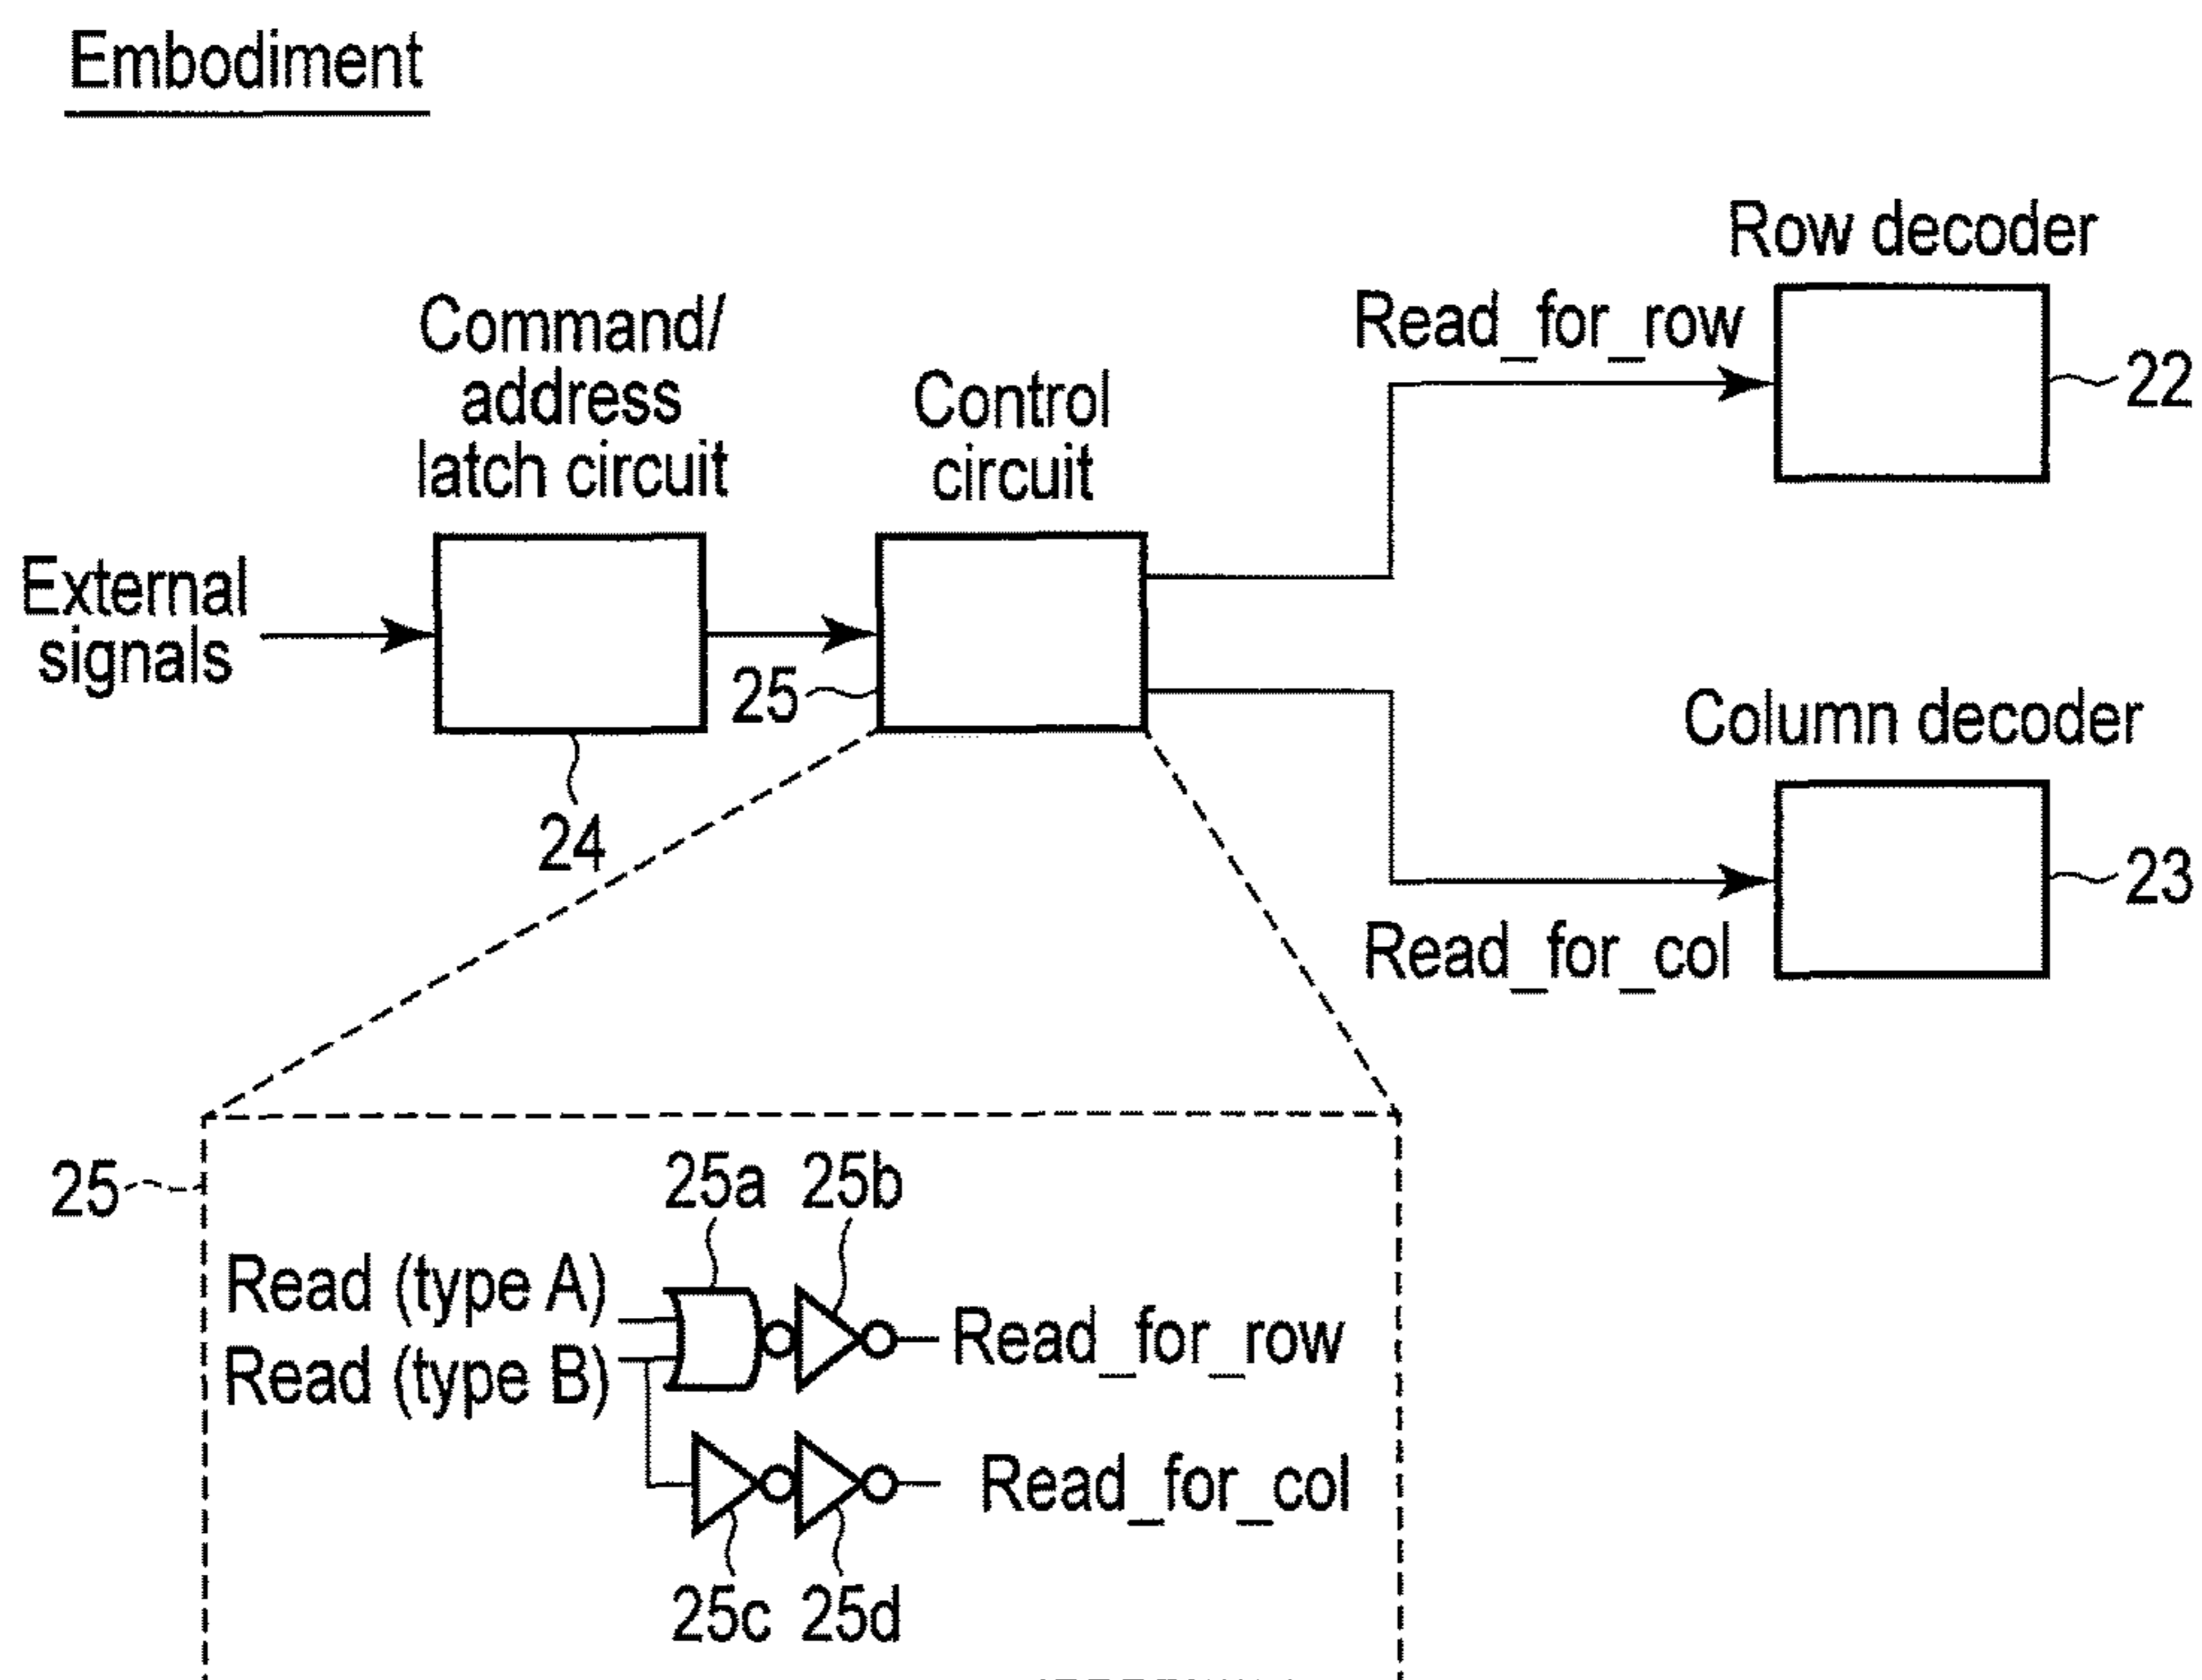 Embodiment
Row decoder
Read_for_row
22
Command/
address
latch circuit
Control
circuit
External
signals
25
24
Column decoder
23
Read_for_col
25
25a
25b
Read (type A)
Read (type B)
Read_for_row
Read_for_col
25c
25d